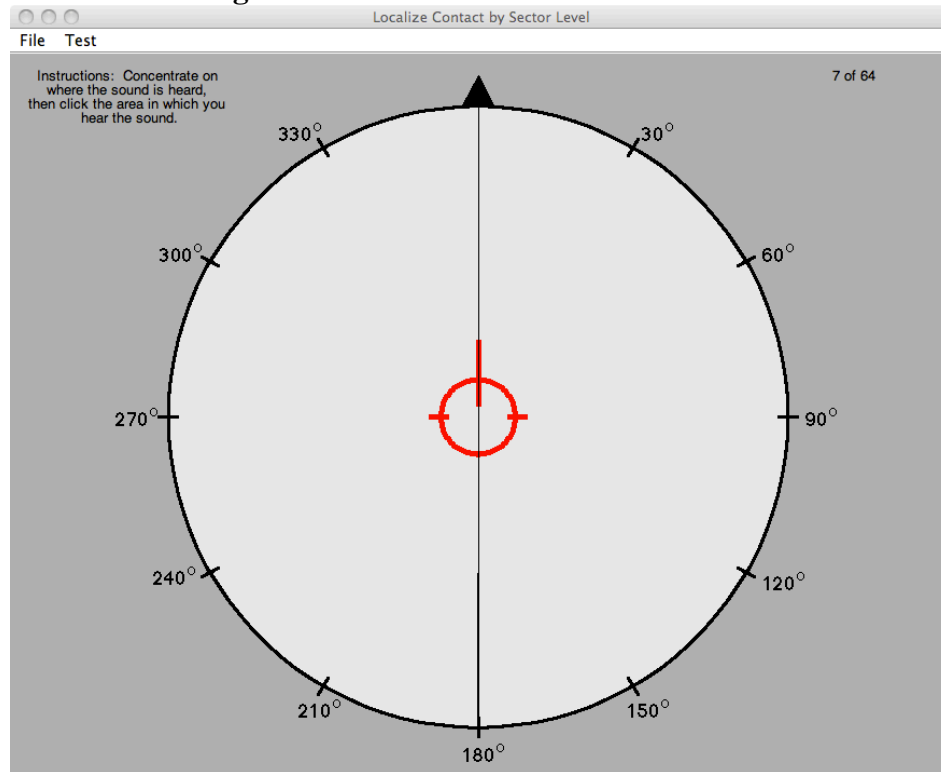 Localize Contact by Sector Level
File Test
Instructions: Concentrate on
where the sound is heard,
then click the area in which you
hear the sound.
7 of 64
330°
30°
300°
60°
270°
90°
240°
120°
210°
150°
180°